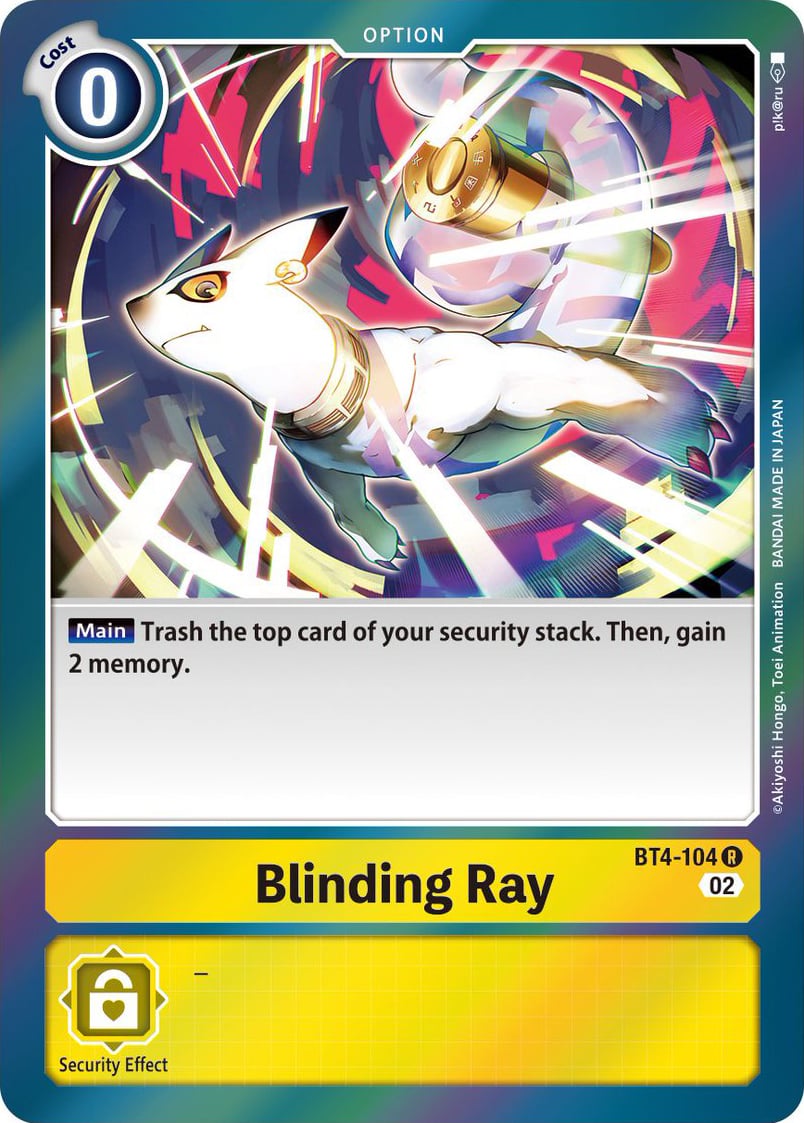 OPTION
Cost
0
p!k@ru
Main Trash the top card of your security stack. Then, gain
2 memory.
©Akiyoshi Hongo, Toei Animation BANDAI MADE IN JAPAN
BT4-104 R
02
Blinding Ray
–
Security Effect